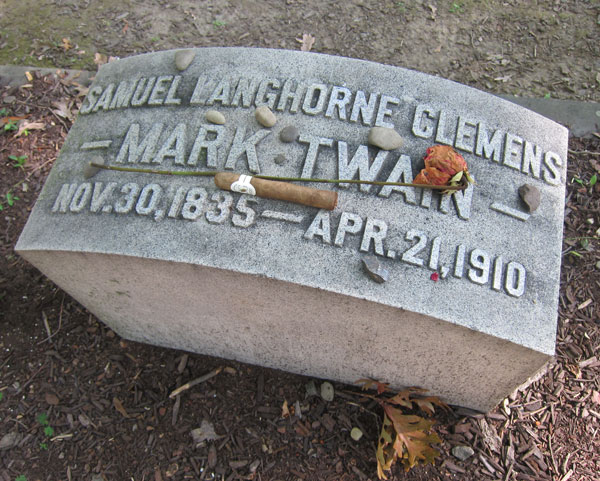 SAMUEL LANGHORNE CLEMENS
— MARK TWAIN —
NOV. 30, 1835 — APR. 21, 1910